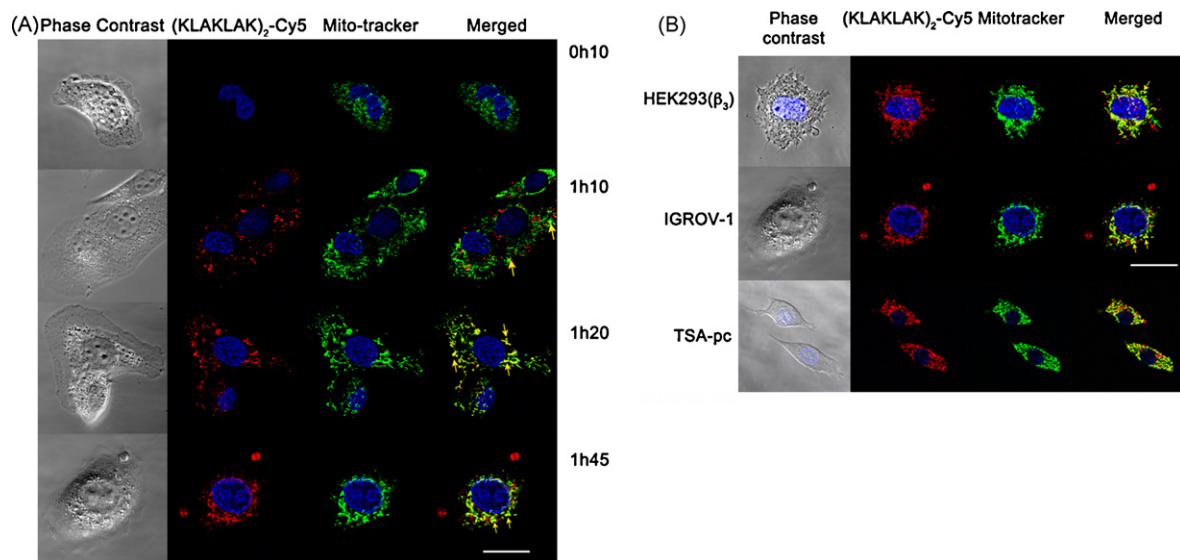 (A) Phase Contrast (KLAKLAK)₂-Cy5 Mito-tracker Merged
0h10
1h10
1h20
1h45
(B) Phase contrast (KLAKLAK)₂-Cy5 Mitotracker Merged
HEK293(β₃)
IGROV-1
TSA-pc